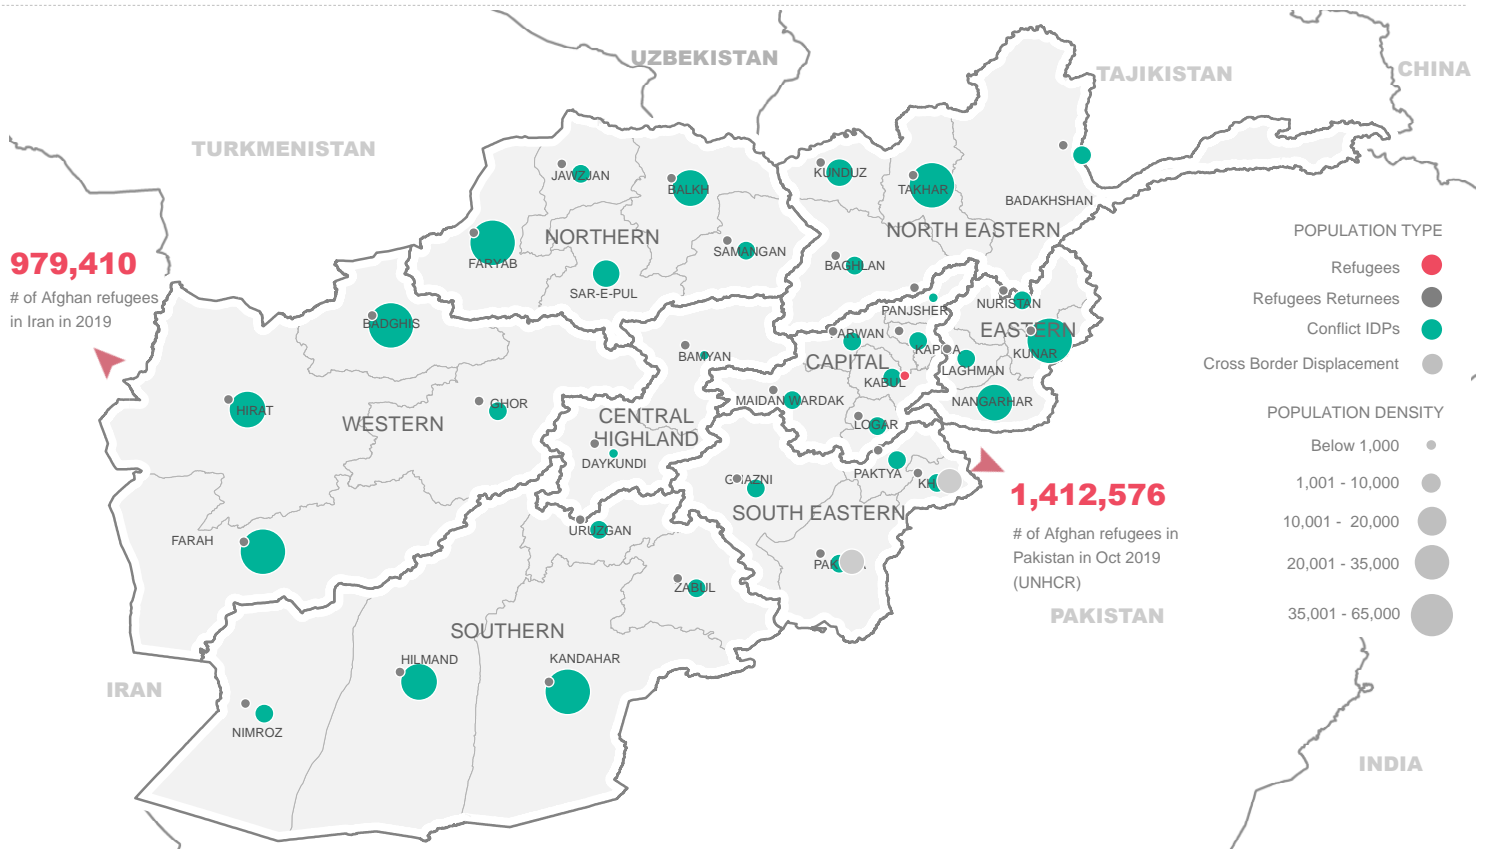 UZBEKISTAN
TAJIKISTAN
CHINA
TURKMENISTAN
JAWZJAN
BALKH
KUNDUZ
TAKHAR
BADAKHSHAN
NORTHERN
NORTH EASTERN
FARYAB
SAMANGAN
BAGHLAN
SAR-E-PUL
979,410
# of Afghan refugees
in Iran in 2019
BADGHIS
PANJSHER
NURISTAN
EASTERN
PARWAN
KAPISA
KUNAR
BAMYAN
CAPITAL
LAGHMAN
KABUL
MAIDAN WARDAK
NANGARHAR
HIRAT
GHOR
WESTERN
CENTRAL
HIGHLAND
LOGAR
DAYKUNDI
GHAZNI
PAKTYA
KH
SOUTH EASTERN
URUZGAN
FARAH
PAKTIKA
ZABUL
SOUTHERN
HILMAND
KANDAHAR
NIMROZ
IRAN
1,412,576
# of Afghan refugees in
Pakistan in Oct 2019
(UNHCR)
PAKISTAN
INDIA
POPULATION TYPE
Refugees
Refugees Returnees
Conflict IDPs
Cross Border Displacement
POPULATION DENSITY
Below 1,000
1,001 - 10,000
10,001 - 20,000
20,001 - 35,000
35,001 - 65,000